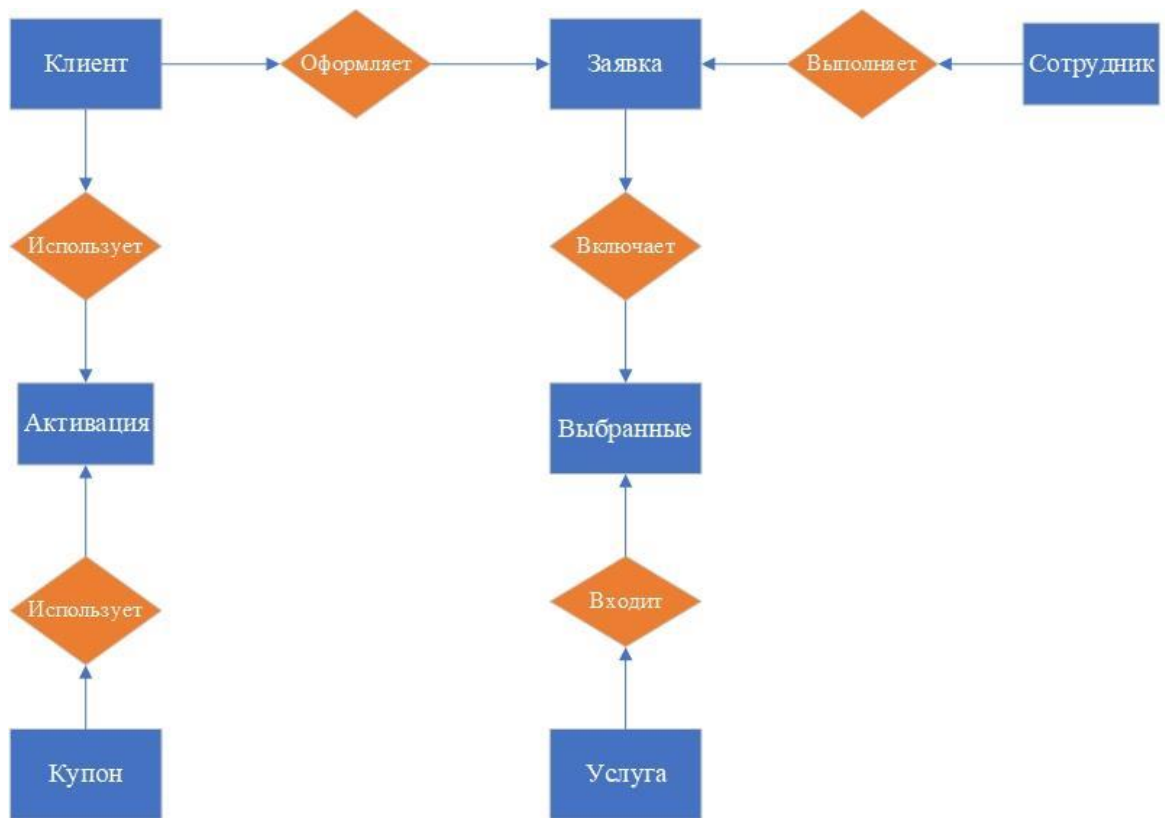 Клиент
Оформляет
Заявка
Выполняет
Сотрудник
Использует
Включает
Активация
Выбранные
Использует
Входит
Купон
Услуга